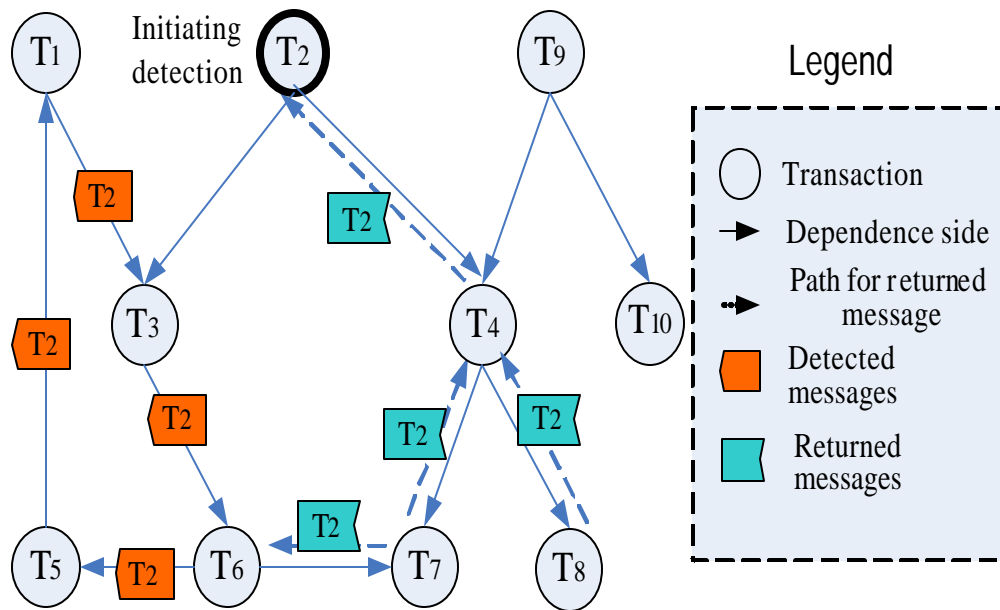 Initiating
detection
T1
T2
T9
T2
T2
T3
T4
T10
T2
T2
T2
T2
T2
T5
T2
T6
T7
T8
Legend
Transaction
Dependence side
Path for returned
message
Detected
messages
Returned
messages